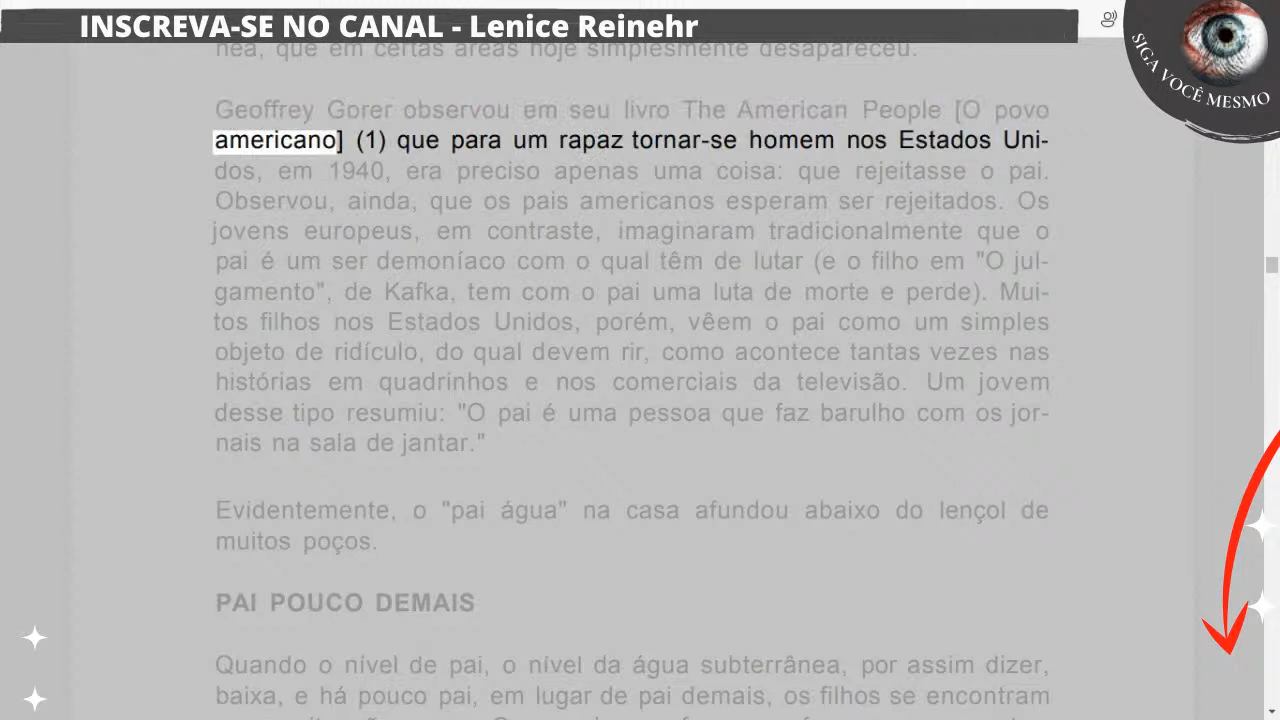 INSCREVA-SE NO CANAL - Lenice Reinehr
SIGA VOCÊ MESMO
nea, que em certas áreas hoje simplesmente desapareceu.
Geoffrey Gorer observou em seu livro The American People [O povo
americano] (1) que para um rapaz tornar-se homem nos Estados Uni-
dos, em 1940, era preciso apenas uma coisa: que rejeitasse o pai.
Observou, ainda, que os pais americanos esperam ser rejeitados. Os
jovens europeus, em contraste, imaginaram tradicionalmente que o
pai é um ser demoníaco com o qual têm de lutar (e o filho em "O jul-
gamento", de Kafka, tem com o pai uma luta de morte e perde). Mui-
tos filhos nos Estados Unidos, porém, vêem o pai como um simples
objeto de ridículo, do qual devem rir, como acontece tantas vezes nas
histórias em quadrinhos e nos comerciais da televisão. Um jovem
desse tipo resumiu: "O pai é uma pessoa que faz barulho com os jor-
nais na sala de jantar."
Evidentemente, o "pai água" na casa afundou abaixo do lençol de
muitos poços.
PAI POUCO DEMAIS
Quando o nível de pai, o nível da água subterrânea, por assim dizer,
baixa, e há pouco pai, em lugar de pai demais, os filhos se encontram